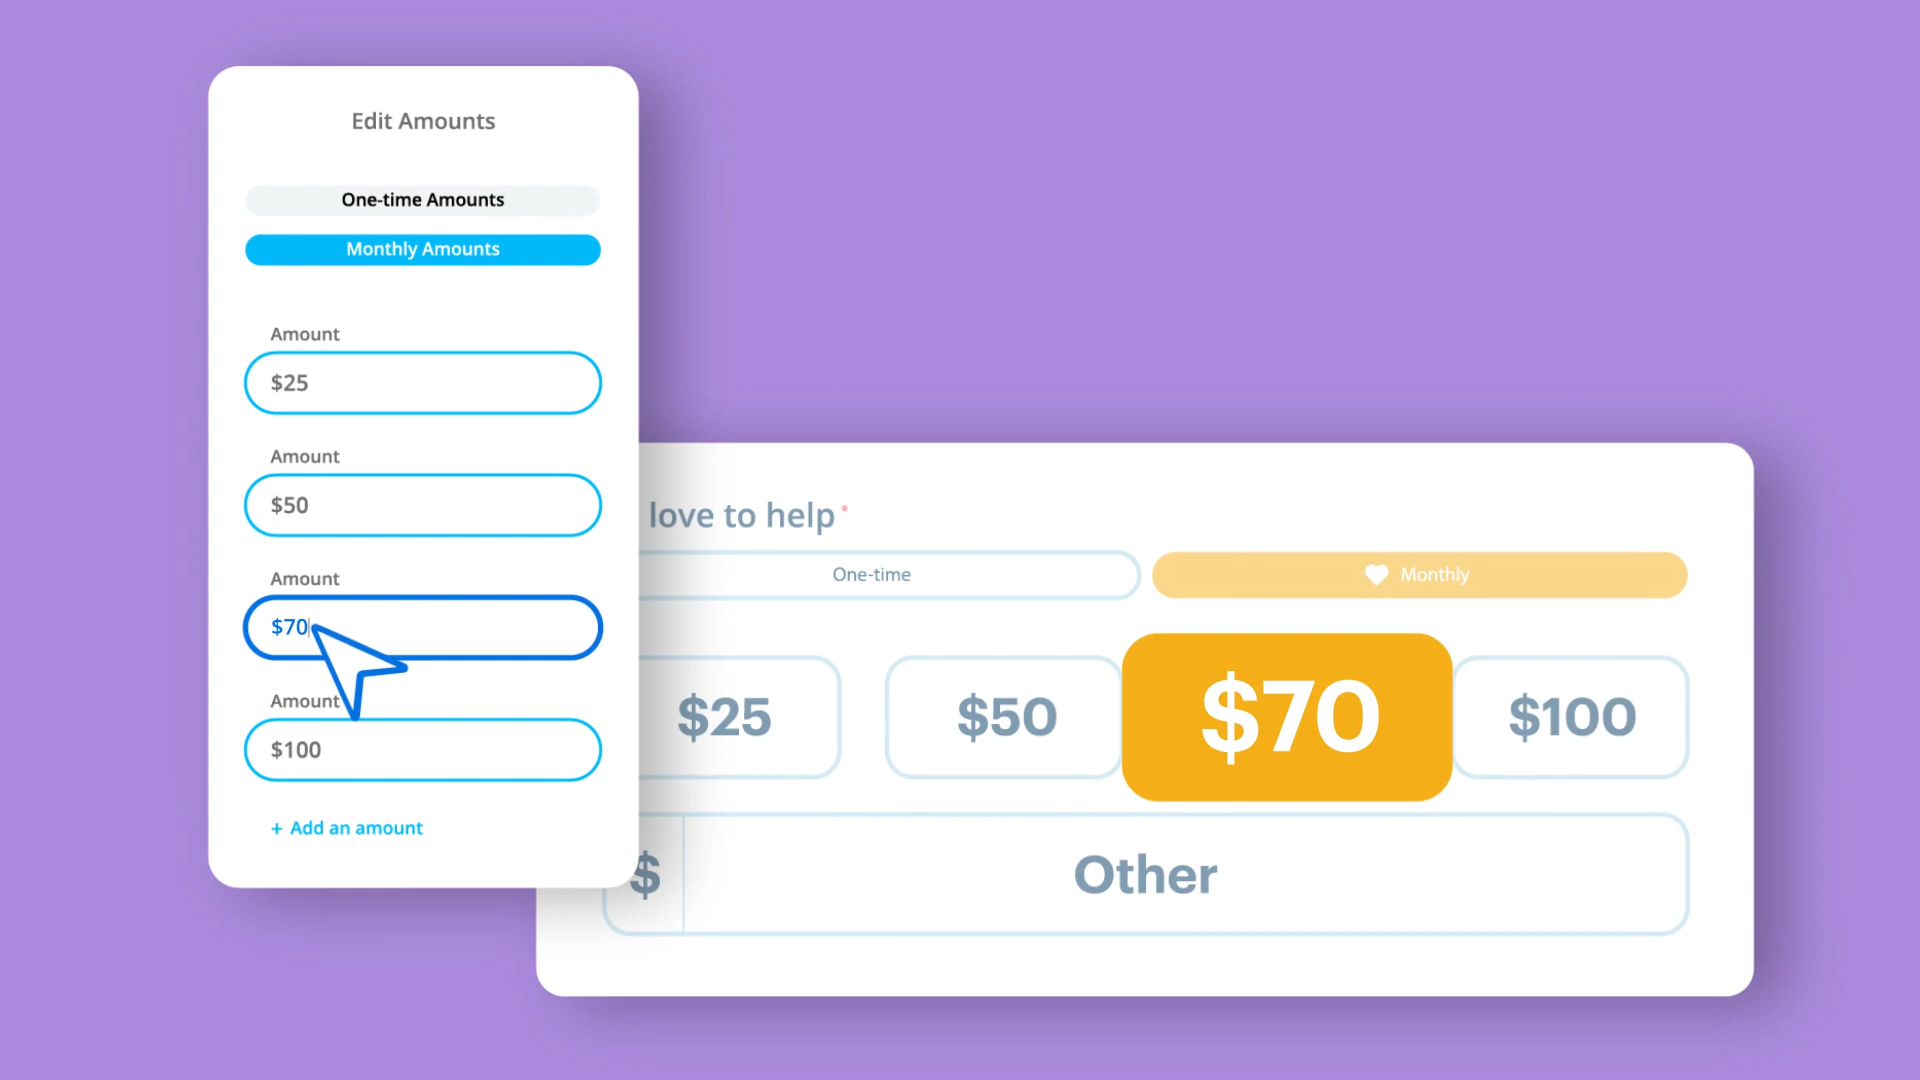 Edit Amounts
One-time Amounts
Monthly Amounts
Amount
$25
Amount
$50
Amount
$70
Amount
$100
+ Add an amount
love to help *
One-time
Monthly
$25
$50
$70
$100
$
Other